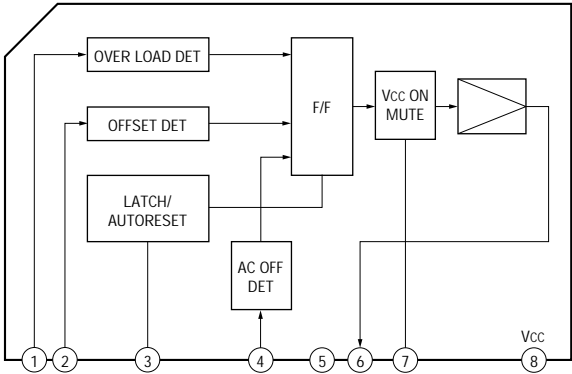 OVER LOAD DET
OFFSET DET
F/F
VCC ON
MUTE
LATCH/
AUTORESET
AC OFF
DET
VCC
1 2 3 4 5 6 7 8